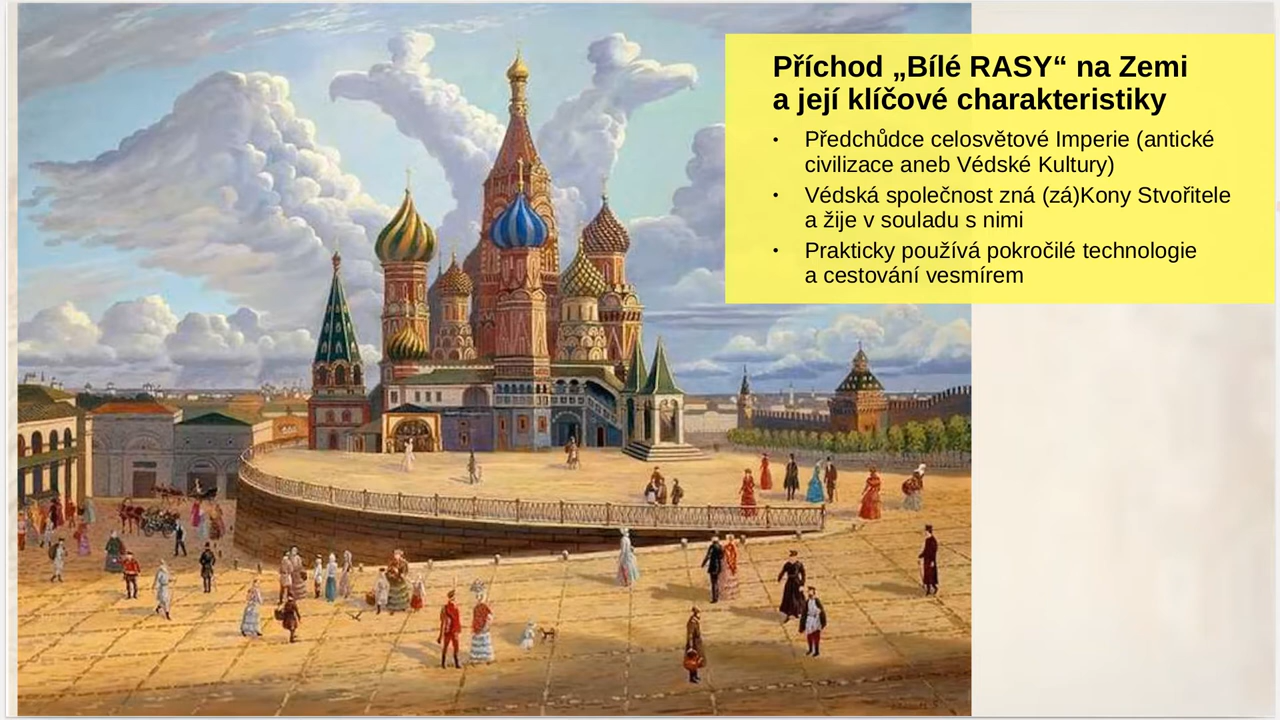 Příchod „Bílé RASY“ na Zemi
a její klíčové charakteristiky
• Předchůdce celosvětové Imperie (antické
civilizace aneb Védské Kultury)
• Védská společnost zná (zá)Kony Stvořitele
a žije v souladu s nimi
• Prakticky používá pokročilé technologie
a cestování vesmírem